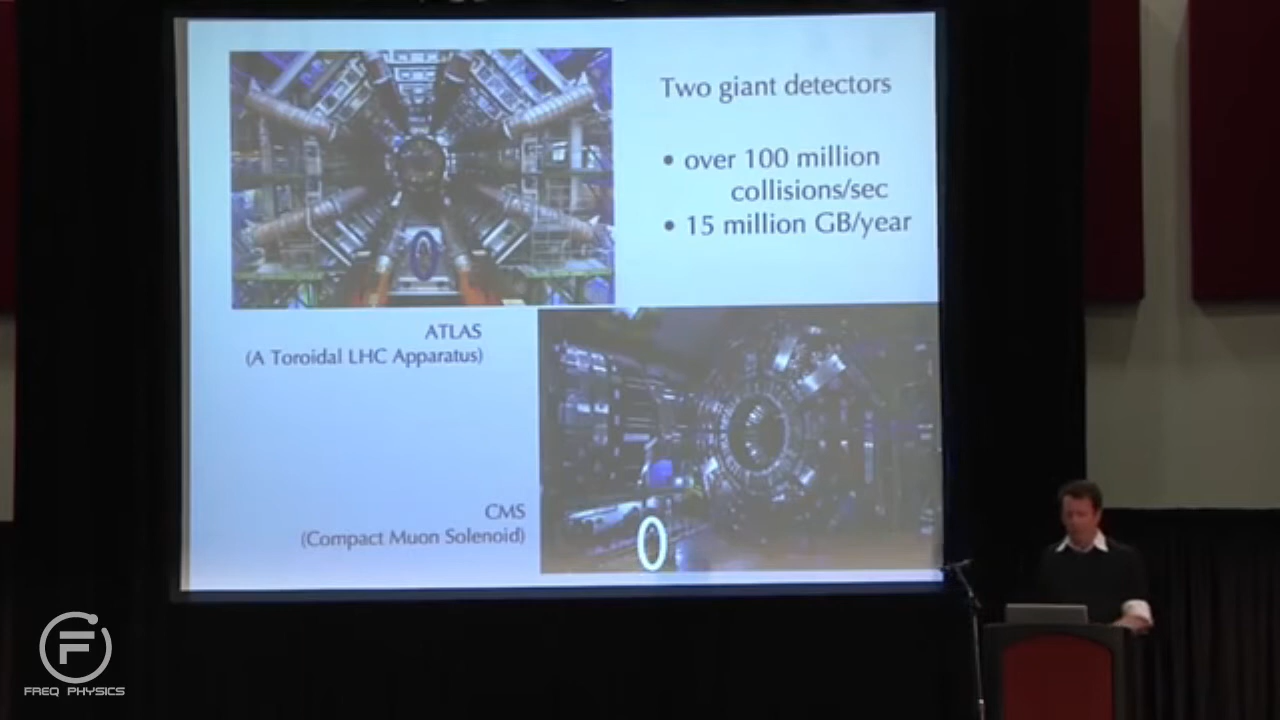 Two giant detectors
• over 100 million
collisions/sec
• 15 million GB/year
ATLAS
(A Toroidal LHC Apparatus)
CMS
(Compact Muon Solenoid)
F
FREQ PHYSICS